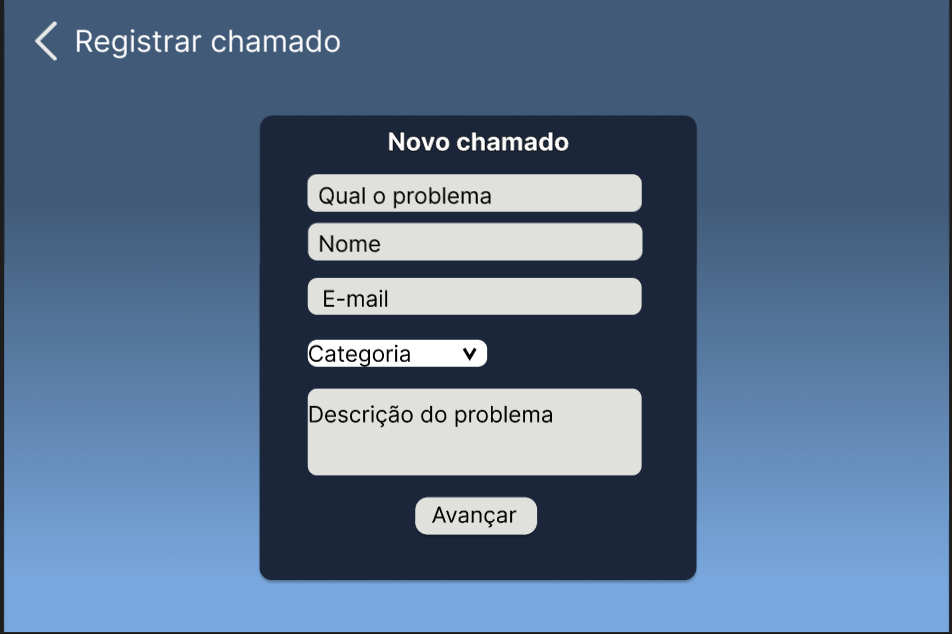 Registrar chamado
Novo chamado
Qual o problema
Nome
E-mail
Categoria
Descrição do problema
Avançar